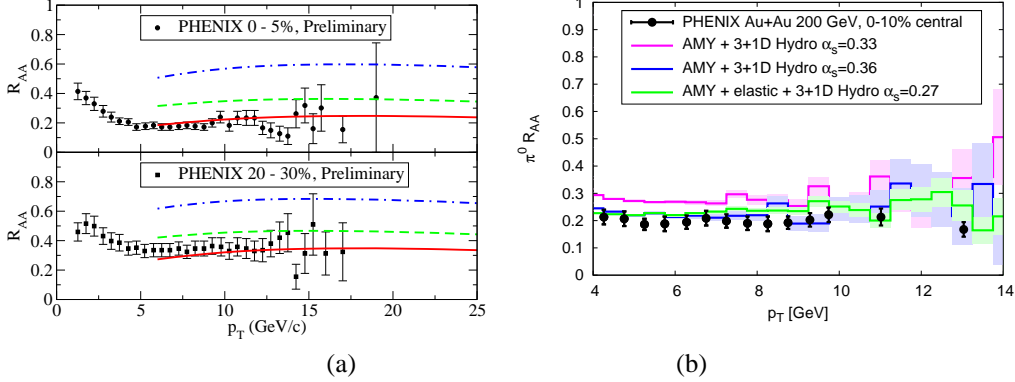 PHENIX 0 - 5%, Preliminary
R_AA
1
0.8
0.6
0.4
0.2
0
PHENIX 20 - 30%, Preliminary
R_AA
1
0.8
0.6
0.4
0.2
0
0 5 10 15 20 25
p_T (GeV/c)
(a)
PHENIX Au+Au 200 GeV, 0-10% central
AMY + 3+1D Hydro α_s=0.33
AMY + 3+1D Hydro α_s=0.36
AMY + elastic + 3+1D Hydro α_s=0.27
π^0 R_AA
1
0.9
0.8
0.7
0.6
0.5
0.4
0.3
0.2
0.1
0
4 6 8 10 12 14
p_T [GeV]
(b)